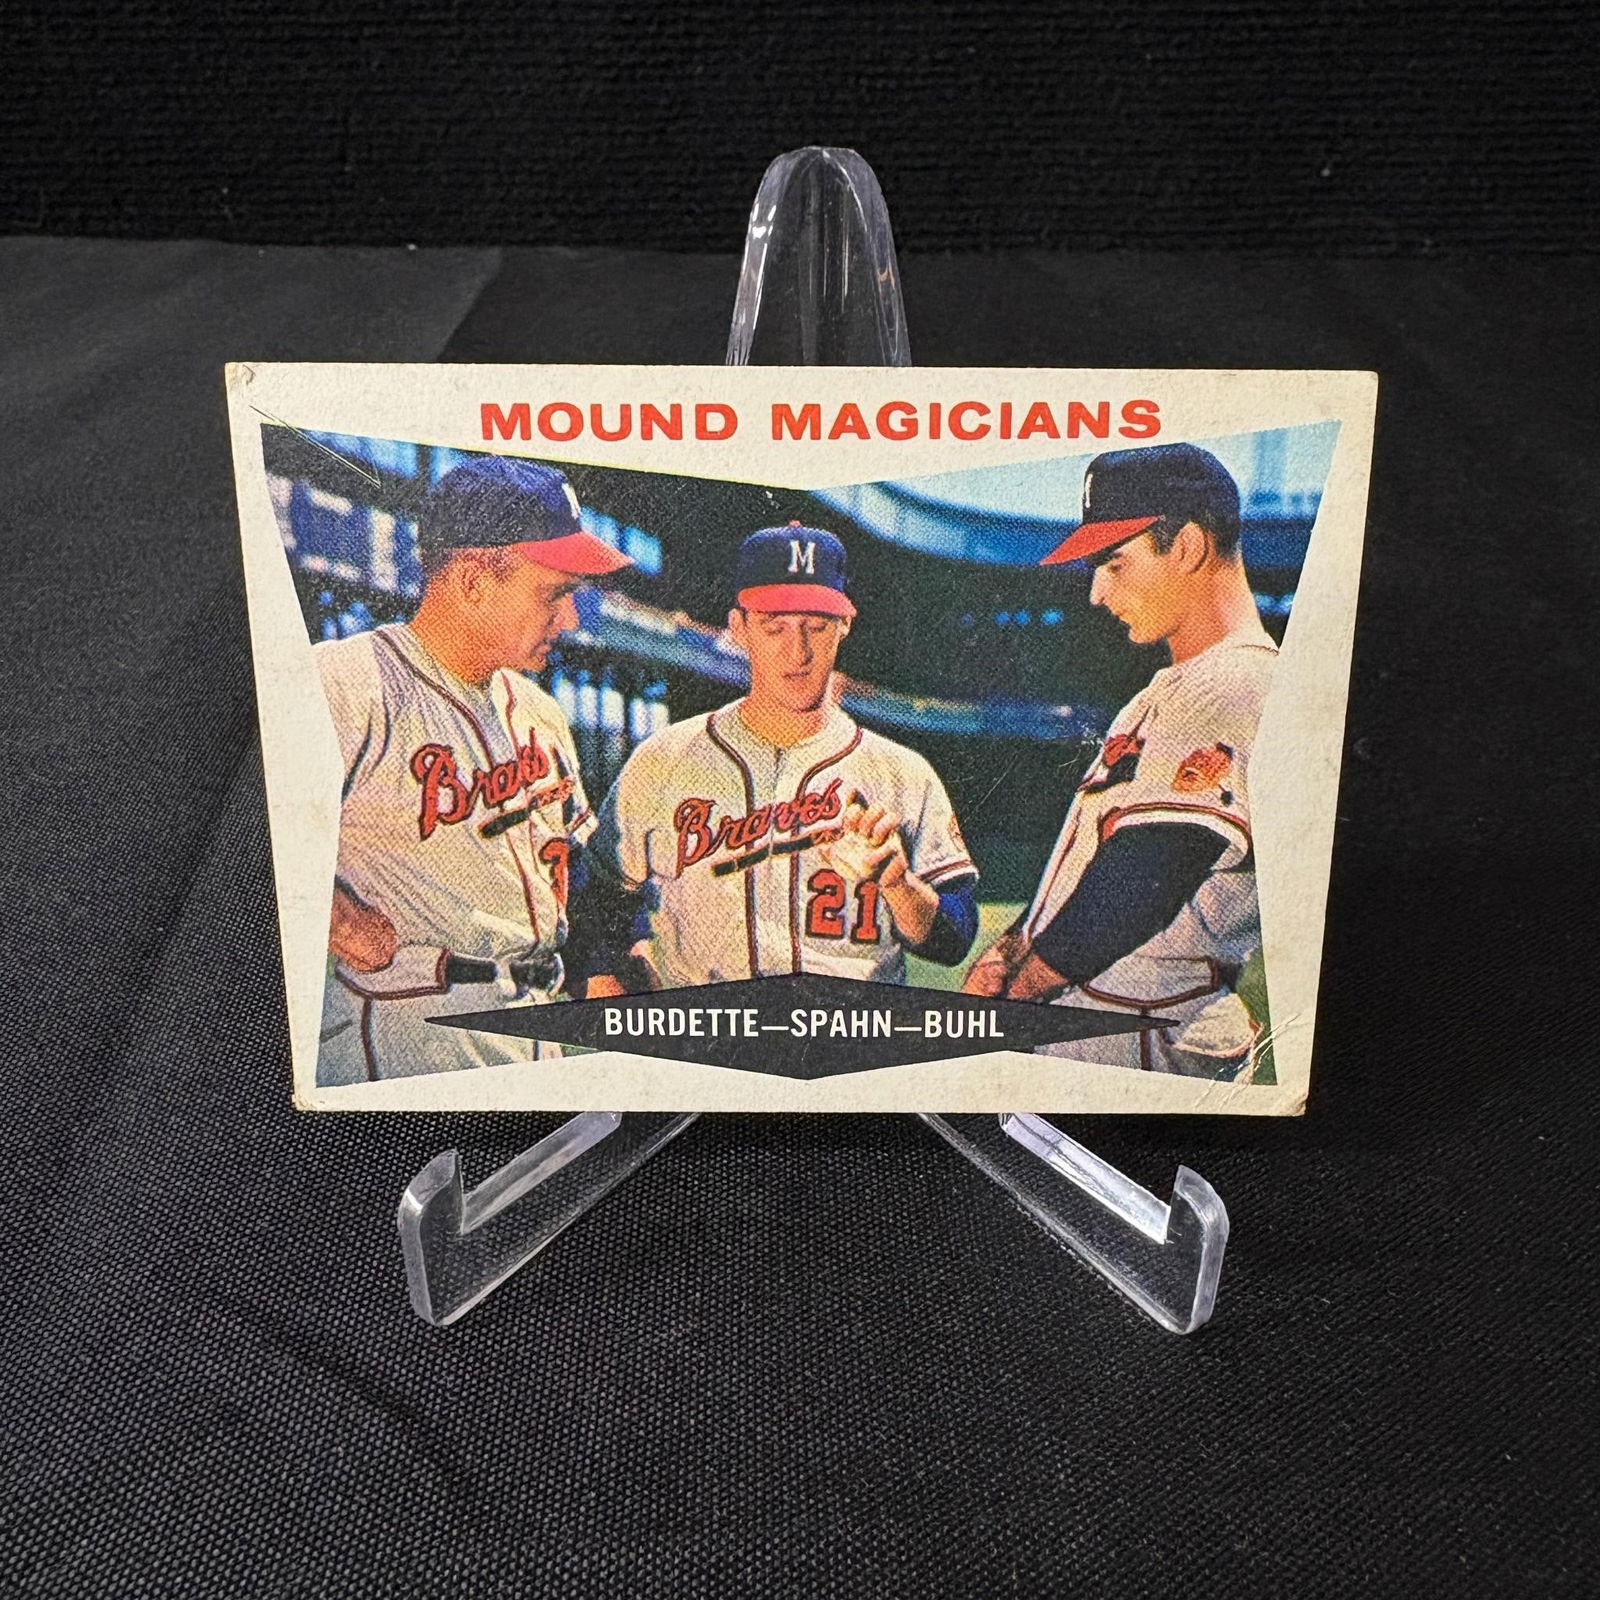 MOUND MAGICIANS
M
Braves
Braves
21
BURDETTE—SPAHN—BUHL